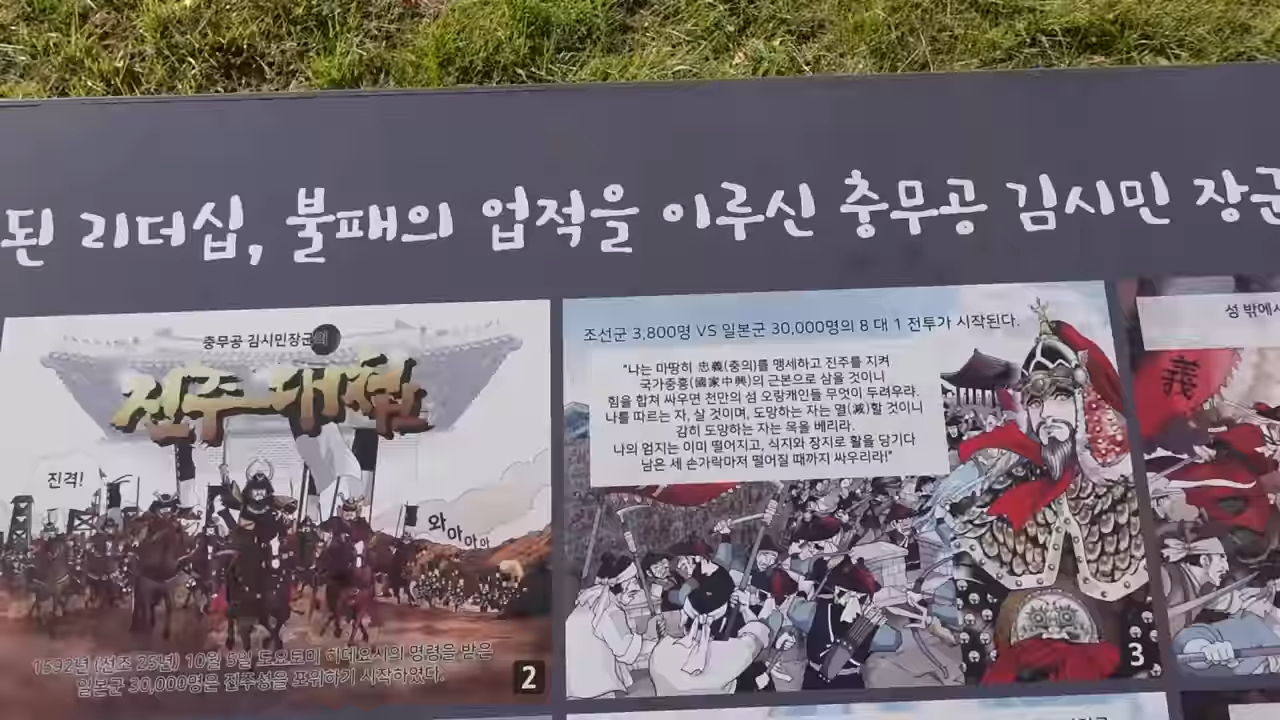 된 리더십, 불패의 업적을 이루신 충무공 김시민 장군
충무공 김시민장군의
진주대첩
진격!
와아아아
1592년 (선조 25년) 10월 5일 도요토미 히데요시의 명령을 받은
일본군 30,000명은 진주성을 포위하기 시작하였다.
2
조선군 3,800명 VS 일본군 30,000명의 8 대 1 전투가 시작된다.
"나는 마땅히 忠義(충의)를 맹세하고 진주를 지켜
국가중흥(國家中興)의 근본으로 삼을 것이니
힘을 합쳐 싸우면 천만의 섬 오랑캐인들 무엇이 두려우랴.
나를 따르는 자, 살 것이며, 도망하는 자는 멸(滅)할 것이니
감히 도망하는 자는 목을 베리라.
나의 엄지는 이미 떨어지고, 식지와 장지로 활을 당기다
남은 세 손가락마저 떨어질 때까지 싸우리라!"
3
성 밖에서
義